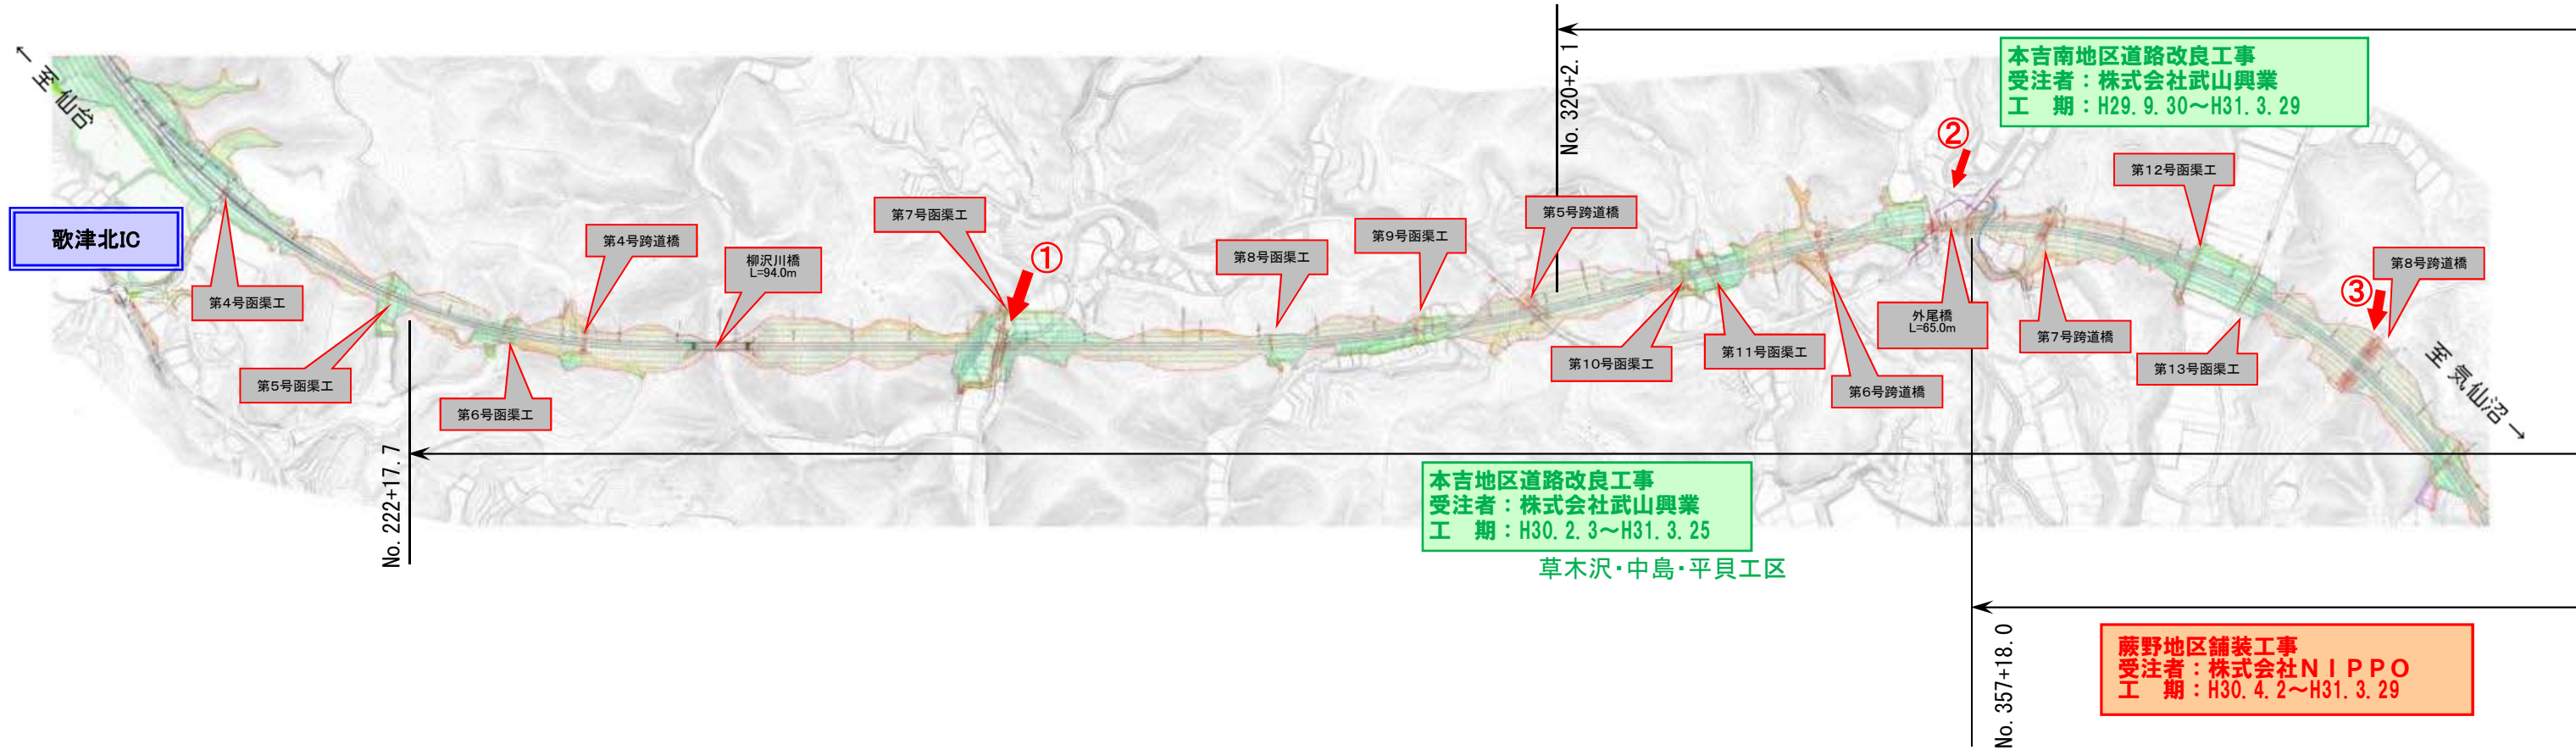 ← 至 仙台
歌津北IC
第4号函渠工
第5号函渠工
No. 222+17. 7
第6号函渠工
第4号跨道橋
柳沢川橋
L=94.0m
第7号函渠工
①
第8号函渠工
第9号函渠工
第5号跨道橋
No. 320+2. 1
第10号函渠工
第11号函渠工
第6号跨道橋
②
外尾橋
L=65.0m
第7号跨道橋
第12号函渠工
第13号函渠工
③
第8号跨道橋
至 気仙沼 →
本吉南地区道路改良工事
受注者：株式会社武山興業
工　期：H29. 9. 30～H31. 3. 29
本吉地区道路改良工事
受注者：株式会社武山興業
工　期：H30. 2. 3～H31. 3. 25
草木沢・中島・平貝工区
No. 357+18. 0
蕨野地区舗装工事
受注者：株式会社ＮＩＰＰＯ
工　期：H30. 4. 2～H31. 3. 29